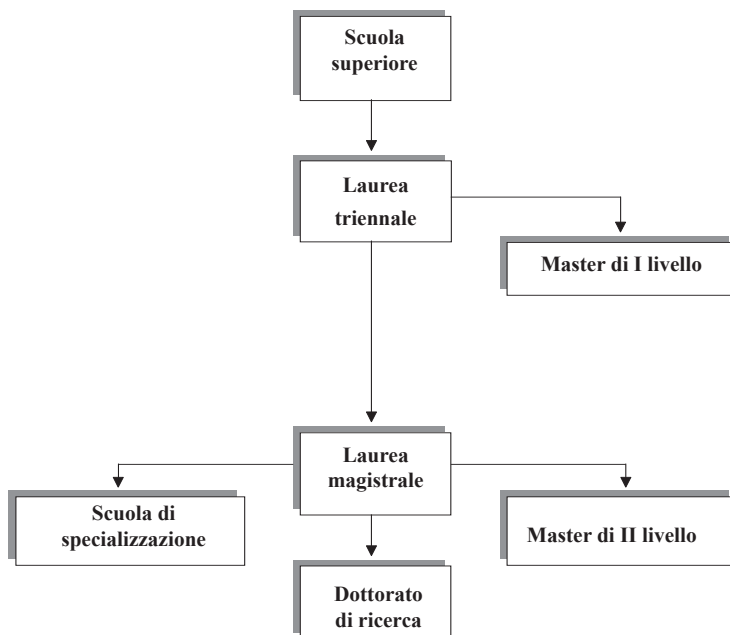 Scuola
superiore
Laurea
triennale
Master di I livello
Laurea
magistrale
Scuola di
specializzazione
Master di II livello
Dottorato
di ricerca